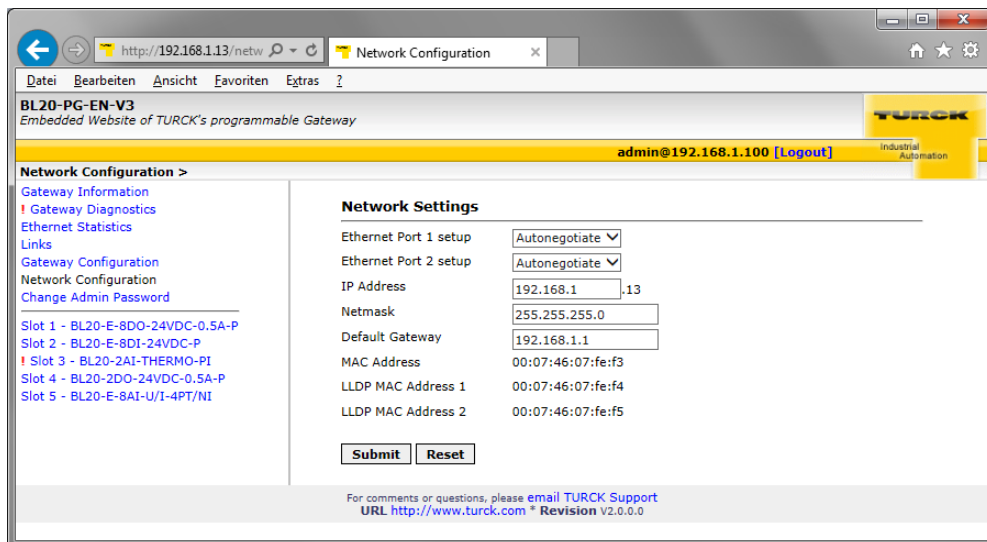 http://192.168.1.13/netw
Network Configuration
Datei Bearbeiten Ansicht Favoriten Extras ?
BL20-PG-EN-V3
Embedded Website of TURCK's programmable Gateway
TURCK
Industrial
Automation
admin@192.168.1.100 [Logout]
Network Configuration >
Gateway Information
! Gateway Diagnostics
Ethernet Statistics
Links
Gateway Configuration
Network Configuration
Change Admin Password
Slot 1 - BL20-E-8DO-24VDC-0.5A-P
Slot 2 - BL20-E-8DI-24VDC-P
! Slot 3 - BL20-2AI-THERMO-PI
Slot 4 - BL20-2DO-24VDC-0.5A-P
Slot 5 - BL20-E-8AI-U/I-4PT/NI
Network Settings
Ethernet Port 1 setup Autonegotiate
Ethernet Port 2 setup Autonegotiate
IP Address 192.168.1 .13
Netmask 255.255.255.0
Default Gateway 192.168.1.1
MAC Address 00:07:46:07:fe:f3
LLDP MAC Address 1 00:07:46:07:fe:f4
LLDP MAC Address 2 00:07:46:07:fe:f5
Submit Reset
For comments or questions, please email TURCK Support
URL http://www.turck.com * Revision V2.0.0.0